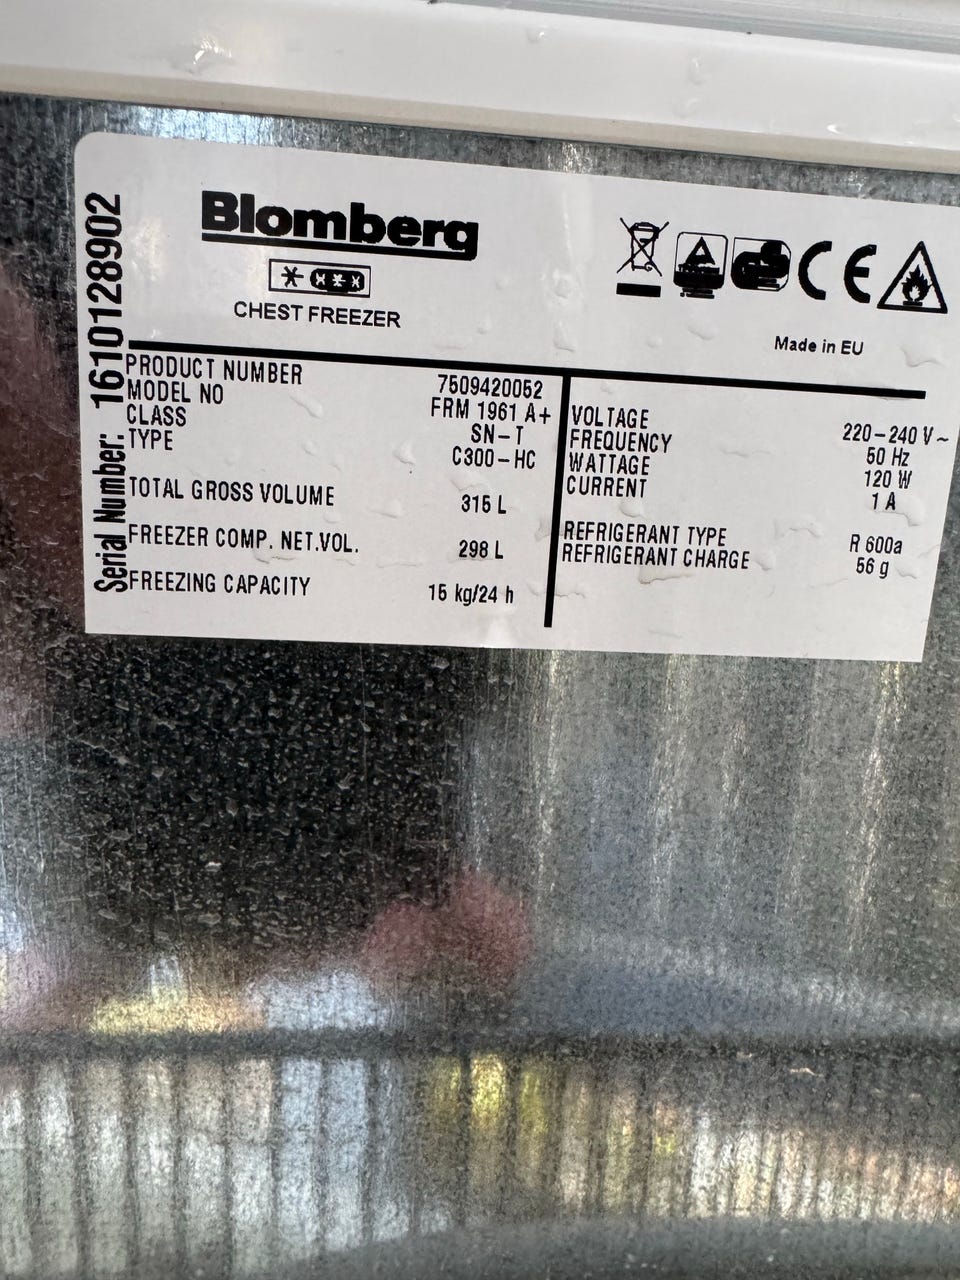 Blomberg
CHEST FREEZER
Made in EU
Serial Number: 1610128902
PRODUCT NUMBER 7509420052
MODEL NO FRM 1961 A+
CLASS SN-T
TYPE C300-HC
TOTAL GROSS VOLUME 315 L
FREEZER COMP. NET.VOL. 298 L
FREEZING CAPACITY 15 kg/24 h
VOLTAGE 220-240 V~
FREQUENCY 50 Hz
WATTAGE 120 W
CURRENT 1 A
REFRIGERANT TYPE R 600a
REFRIGERANT CHARGE 56 g